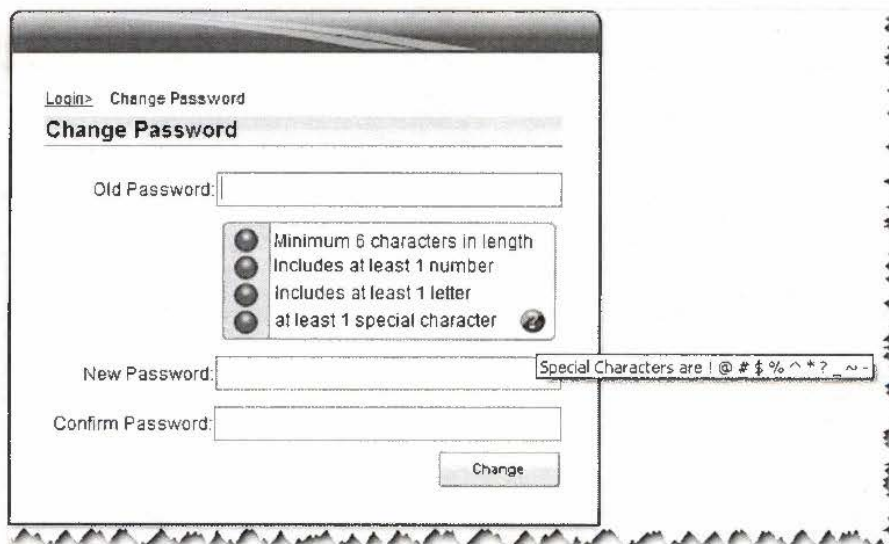 Login> Change Password
Change Password
Old Password:
Minimum 6 characters in length
Includes at least 1 number
Includes at least 1 letter
at least 1 special character
New Password:
Special Characters are ! @ # $ % ^ * ? _ ~ -
Confirm Password:
Change